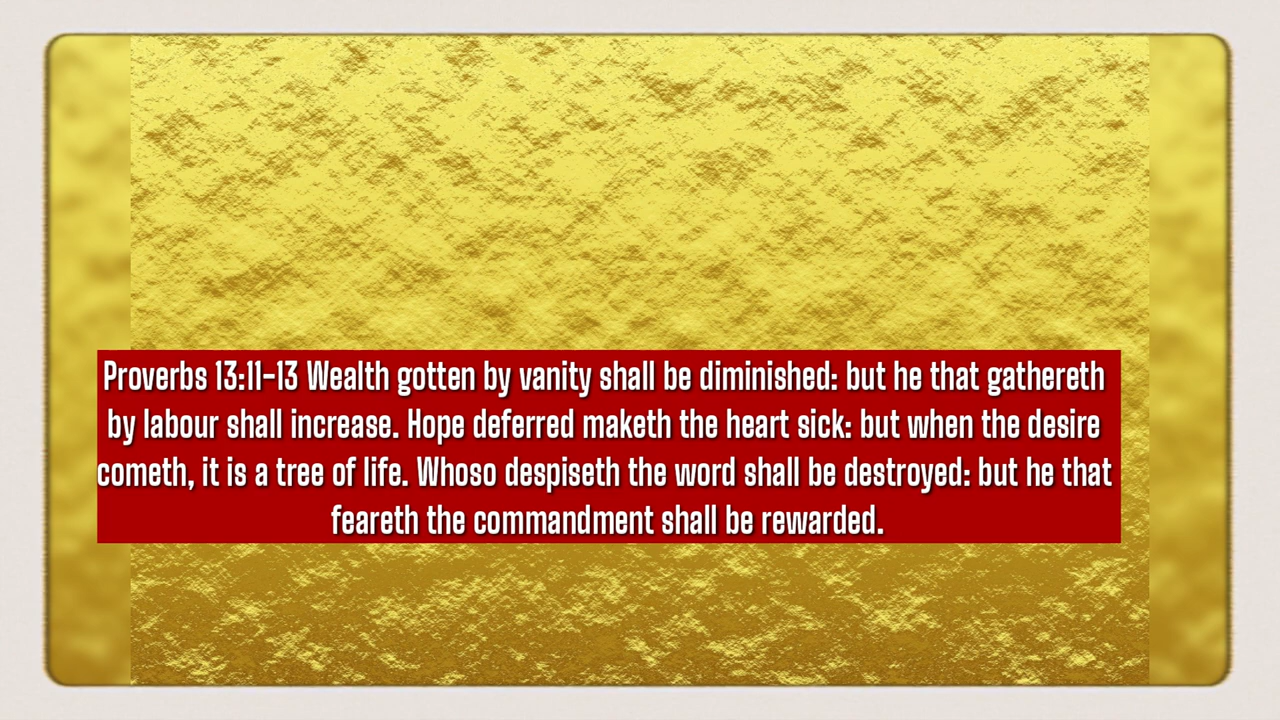 Proverbs 13:11-13 Wealth gotten by vanity shall be diminished: but he that gathereth
by labour shall increase. Hope deferred maketh the heart sick: but when the desire
cometh, it is a tree of life. Whoso despiseth the word shall be destroyed: but he that
feareth the commandment shall be rewarded.